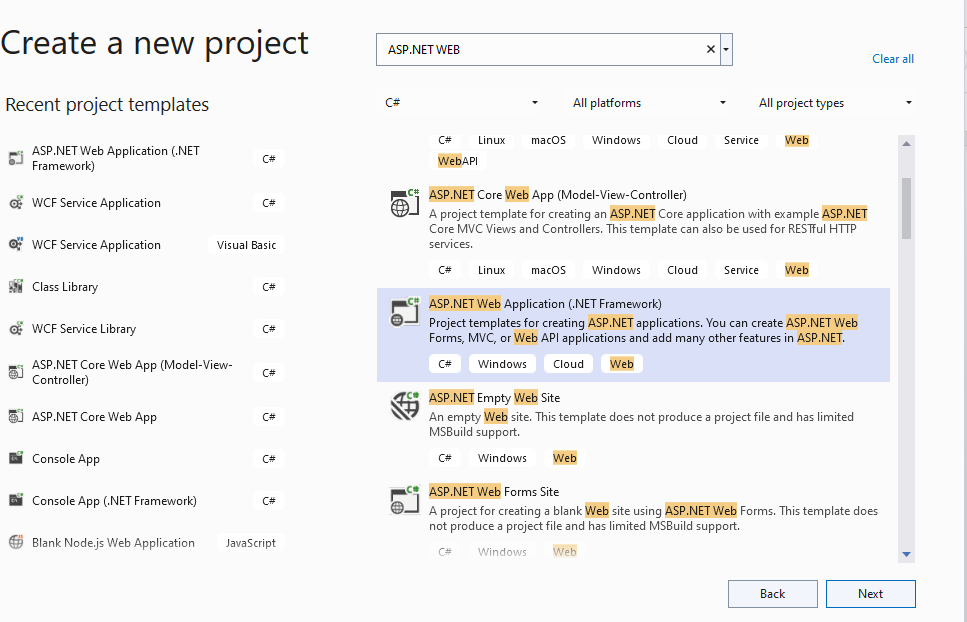 Create a new project
ASP.NET WEB
Clear all
Recent project templates
ASP.NET Web Application (.NET
Framework)
C#
WCF Service Application
C#
WCF Service Application
Visual Basic
Class Library
C#
WCF Service Library
C#
ASP.NET Core Web App (Model-View-
Controller)
C#
ASP.NET Core Web App
C#
Console App
C#
Console App (.NET Framework)
C#
Blank Node.js Web Application
JavaScript
C# All platforms All project types
C# Linux macOS Windows Cloud Service Web
WebAPI
ASP.NET Core Web App (Model-View-Controller)
A project template for creating an ASP.NET Core application with example ASP.NET
Core MVC Views and Controllers. This template can also be used for RESTful HTTP
services.
C# Linux macOS Windows Cloud Service Web
ASP.NET Web Application (.NET Framework)
Project templates for creating ASP.NET applications. You can create ASP.NET Web
Forms, MVC, or Web API applications and add many other features in ASP.NET.
C# Windows Cloud Web
ASP.NET Empty Web Site
An empty Web site. This template does not produce a project file and has limited
MSBuild support.
C# Windows Web
ASP.NET Web Forms Site
A project for creating a blank Web site using ASP.NET Web Forms. This template does
not produce a project file and has limited MSBuild support.
C# Windows Web
Back Next